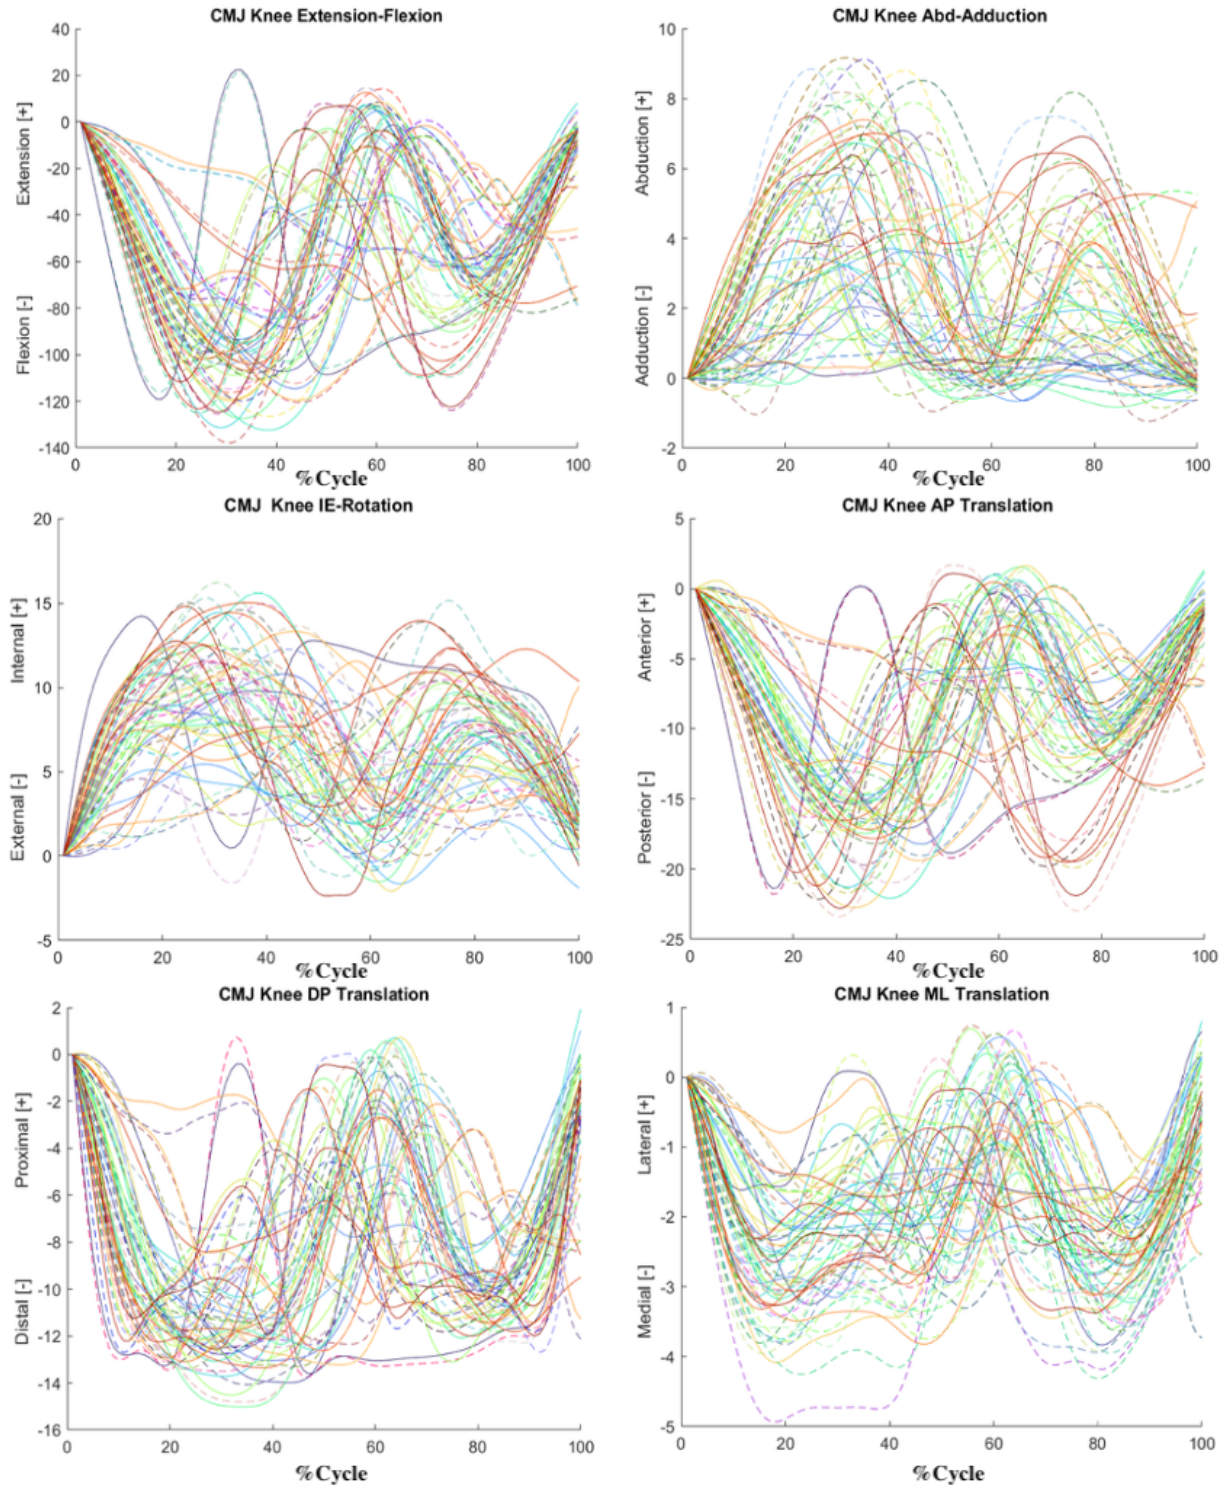 CMJ Knee Extension-Flexion
40
20
0
-20
-40
-60
-80
-100
-120
-140
Extension [+]
Flexion [-]
0 20 40 60 80 100
%Cycle
CMJ Knee Abd-Adduction
10
8
6
4
2
0
-2
Abduction [+]
Adduction [-]
0 20 40 60 80 100
%Cycle
CMJ Knee IE-Rotation
20
15
10
5
0
-5
Internal [+]
External [-]
0 20 40 60 80 100
%Cycle
CMJ Knee AP Translation
5
0
-5
-10
-15
-20
-25
Anterior [+]
Posterior [-]
0 20 40 60 80 100
%Cycle
CMJ Knee DP Translation
2
0
-2
-4
-6
-8
-10
-12
-14
-16
Proximal [+]
Distal [-]
0 20 40 60 80 100
%Cycle
CMJ Knee ML Translation
1
0
-1
-2
-3
-4
-5
Lateral [+]
Medial [-]
0 20 40 60 80 100
%Cycle